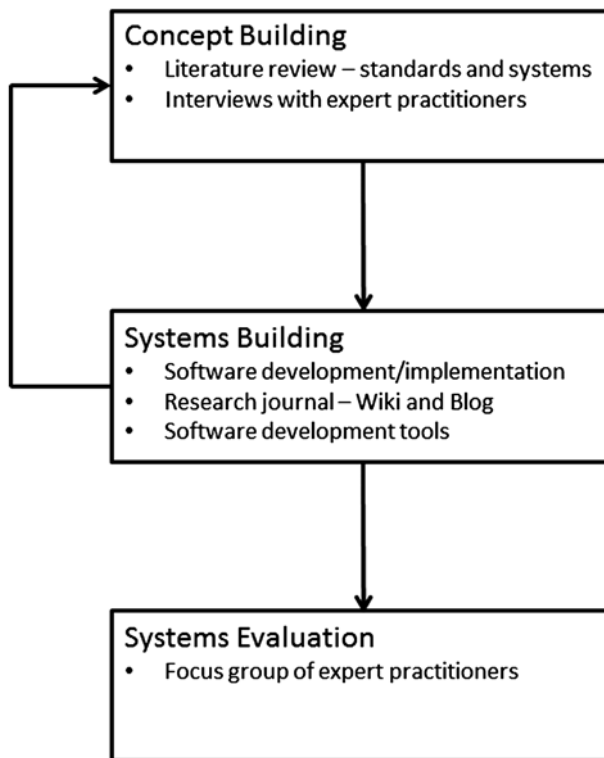 Concept Building
• Literature review – standards and systems
• Interviews with expert practitioners
Systems Building
• Software development/implementation
• Research journal – Wiki and Blog
• Software development tools
Systems Evaluation
• Focus group of expert practitioners